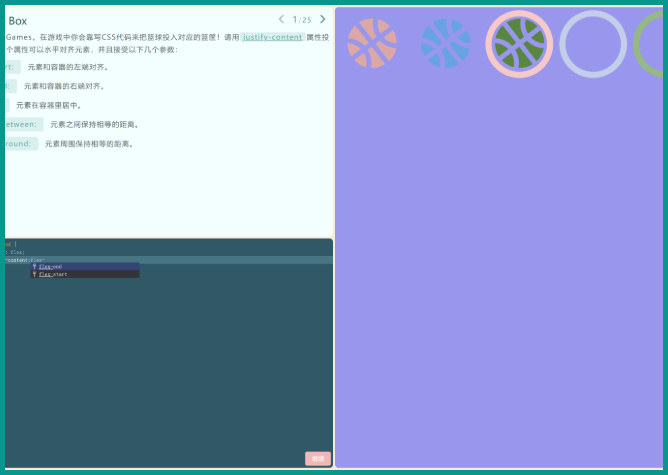 Box
1/25
Games。在游戏中你会靠写CSS代码来把篮球投入对应的篮筐！请用 justify-content 属性投
个属性可以水平对齐元素，并且接受以下几个参数：
rt: 元素和容器的左端对齐。
: 元素和容器的右端对齐。
元素在容器里居中。
etween: 元素之间保持相等的距离。
round: 元素周围保持相等的距离。
flex;
content:flex
flex-end
flex-start